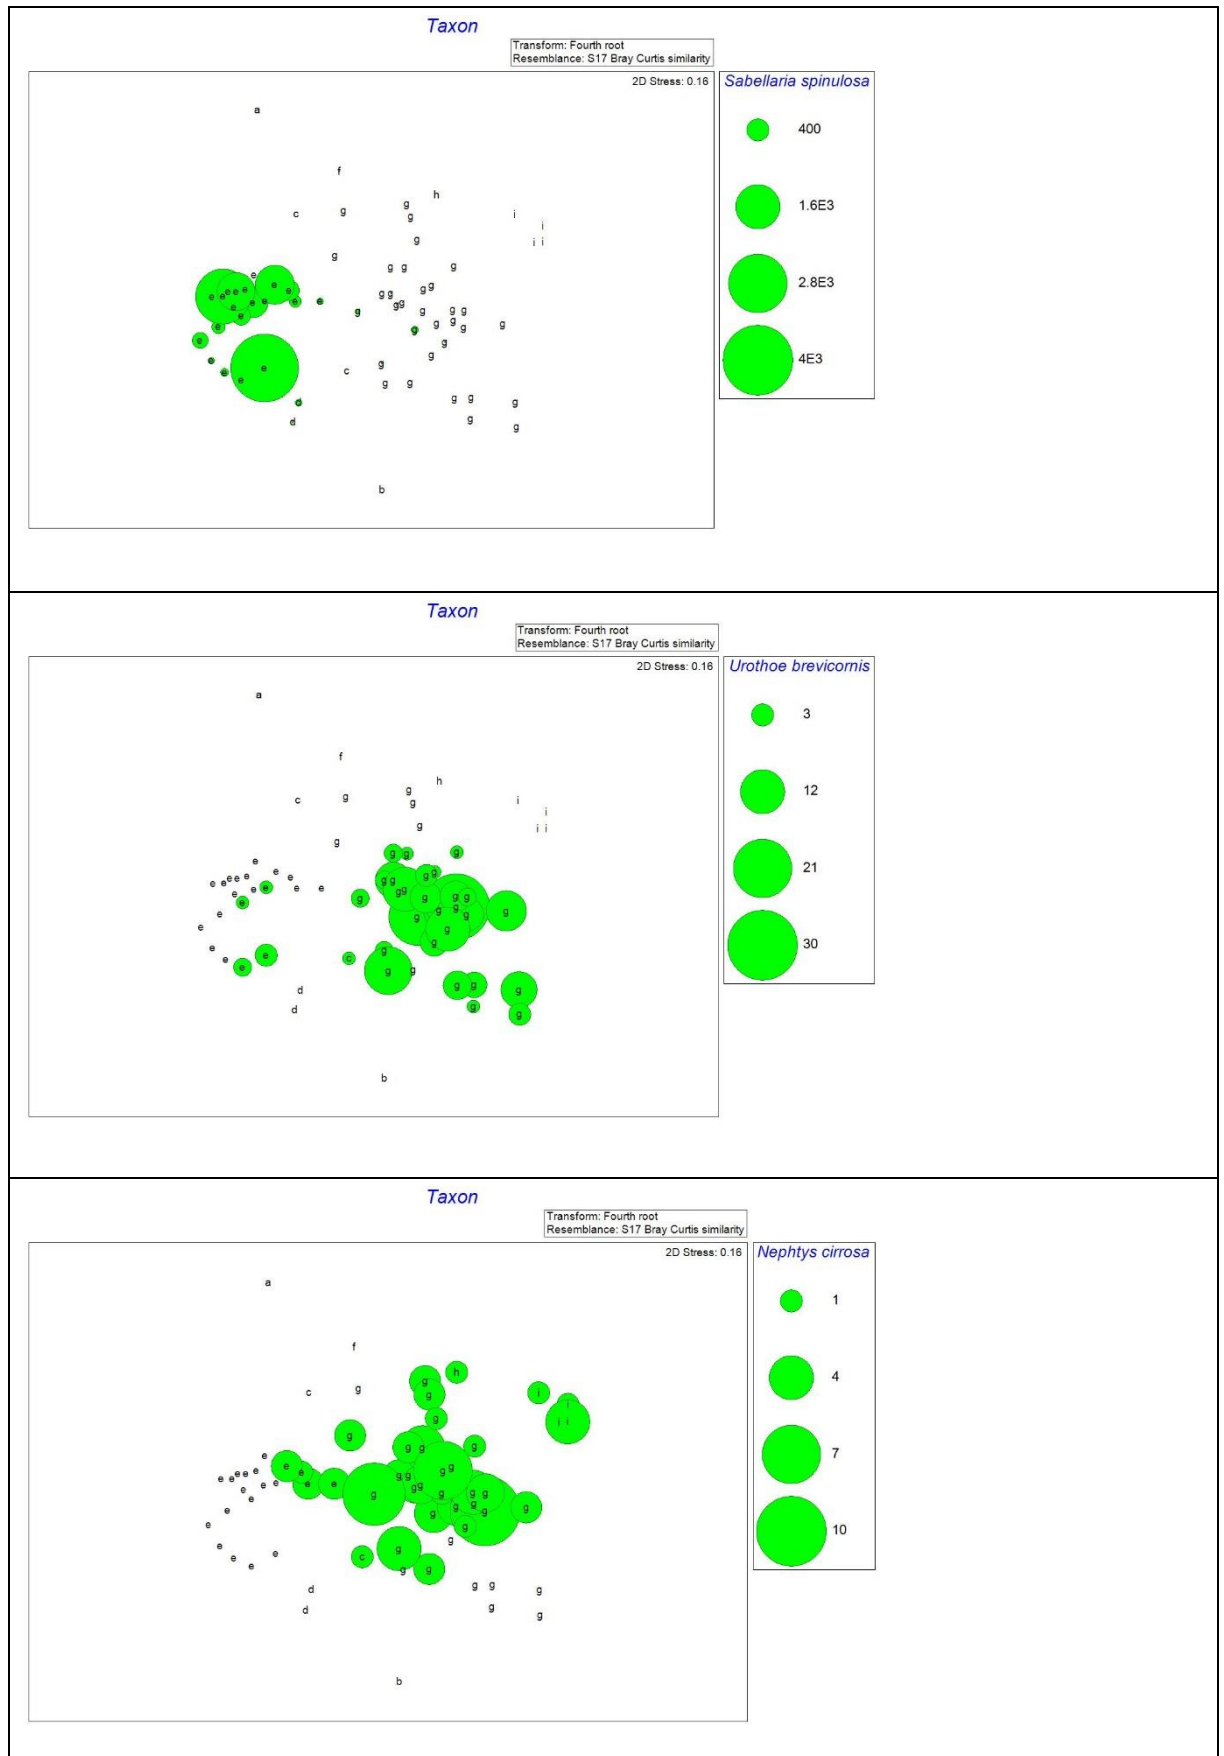 Taxon
Transform: Fourth root
Resemblance: S17 Bray Curtis similarity
2D Stress: 0.16
Sabellaria spinulosa
400
1.6E3
2.8E3
4E3
a
f
h
c g g i
g
i
g i i
g
g g g
e
e e e e e e e
g g g g
e e e e e g g g
e g g g g
e e g g g g
e g
e g
e e c g
e e g g
d g g g
d g g
b
Taxon
Transform: Fourth root
Resemblance: S17 Bray Curtis similarity
2D Stress: 0.16
Urothoe brevicornis
3
12
21
30
a
f
h
c g g i
g
i
g i i
g
g g g
e
e e e e e e e
g g g g
e e e e e g g g
e g g g g
e e g g g g
e g
e g
e e c g
e e g g
d g g g
d g g
b
Taxon
Transform: Fourth root
Resemblance: S17 Bray Curtis similarity
2D Stress: 0.16
Nephtys cirrosa
1
4
7
10
a
f
h
c g g i
g
i
g i i
g
g g g
e
e e e e e e e
g g g g
e e e e e g g g
e g g g g
e e g g g g
e g
e g
e e c g
e e g g
d g g g
d g g
b